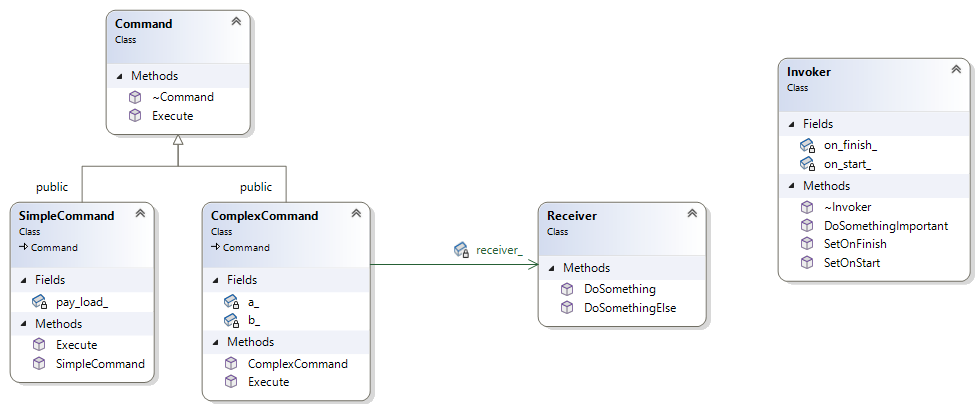 Command
Class
Methods
~Command
Execute
public
public
SimpleCommand
Class
Command
Fields
pay_load_
Methods
Execute
SimpleCommand
ComplexCommand
Class
Command
Fields
a_
b_
Methods
ComplexCommand
Execute
receiver_
Receiver
Class
Methods
DoSomething
DoSomethingElse
Invoker
Class
Fields
on_finish_
on_start_
Methods
~Invoker
DoSomethingImportant
SetOnFinish
SetOnStart